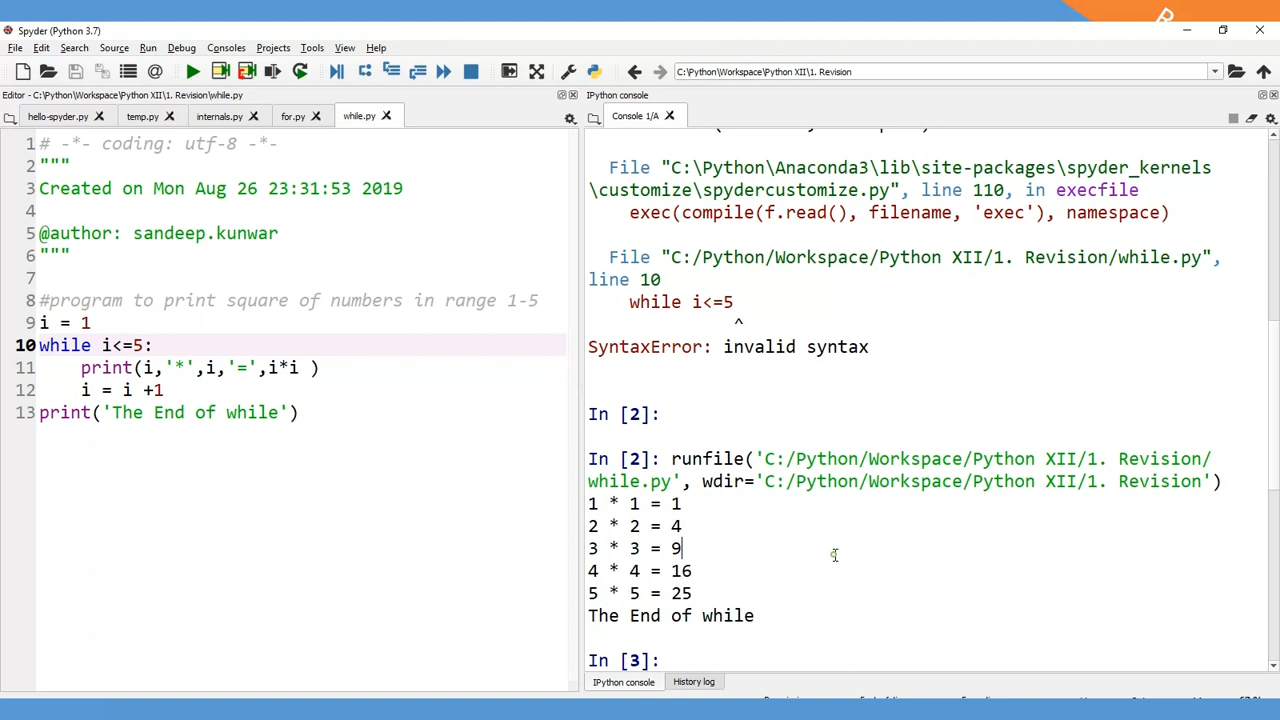 Spyder (Python 3.7)
File Edit Search Source Run Debug Consoles Projects Tools View Help
C:\Python\Workspace\Python XII\1. Revision
Editor - C:\Python\Workspace\Python XII\1. Revision\while.py
hello-spyder.py temp.py internals.py for.py while.py
1 # -*- coding: utf-8 -*-
2 """
3 Created on Mon Aug 26 23:31:53 2019
4
5 @author: sandeep.kunwar
6 """
7
8 #program to print square of numbers in range 1-5
9 i = 1
10 while i<=5:
11 print(i,'*',i,'=',i*i )
12 i = i +1
13 print('The End of while')
IPython console
Console 1/A
File "C:\Python\Anaconda3\lib\site-packages\spyder_kernels
\customize\spydercustomize.py", line 110, in execfile
exec(compile(f.read(), filename, 'exec'), namespace)
File "C:/Python/Workspace/Python XII/1. Revision/while.py",
line 10
while i<=5
^
SyntaxError: invalid syntax
In [2]:
In [2]: runfile('C:/Python/Workspace/Python XII/1. Revision/
while.py', wdir='C:/Python/Workspace/Python XII/1. Revision')
1 * 1 = 1
2 * 2 = 4
3 * 3 = 9
4 * 4 = 16
5 * 5 = 25
The End of while
In [3]:
IPython console History log